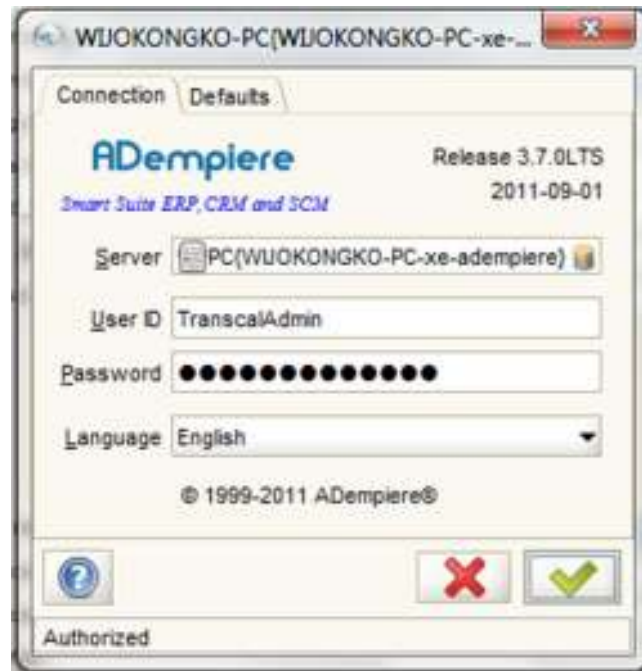 WIJOKONGKO-PC{WIJOKONGKO-PC-xe-...
Connection Defaults
ADempiere
Release 3.7.0LTS
Smart Suite ERP, CRM and SCM
2011-09-01
Server PC{WIJOKONGKO-PC-xe-adempiere}
User ID TranscalAdmin
Password ●●●●●●●●●●●●●
Language English
© 1999-2011 ADempiere®
Authorized